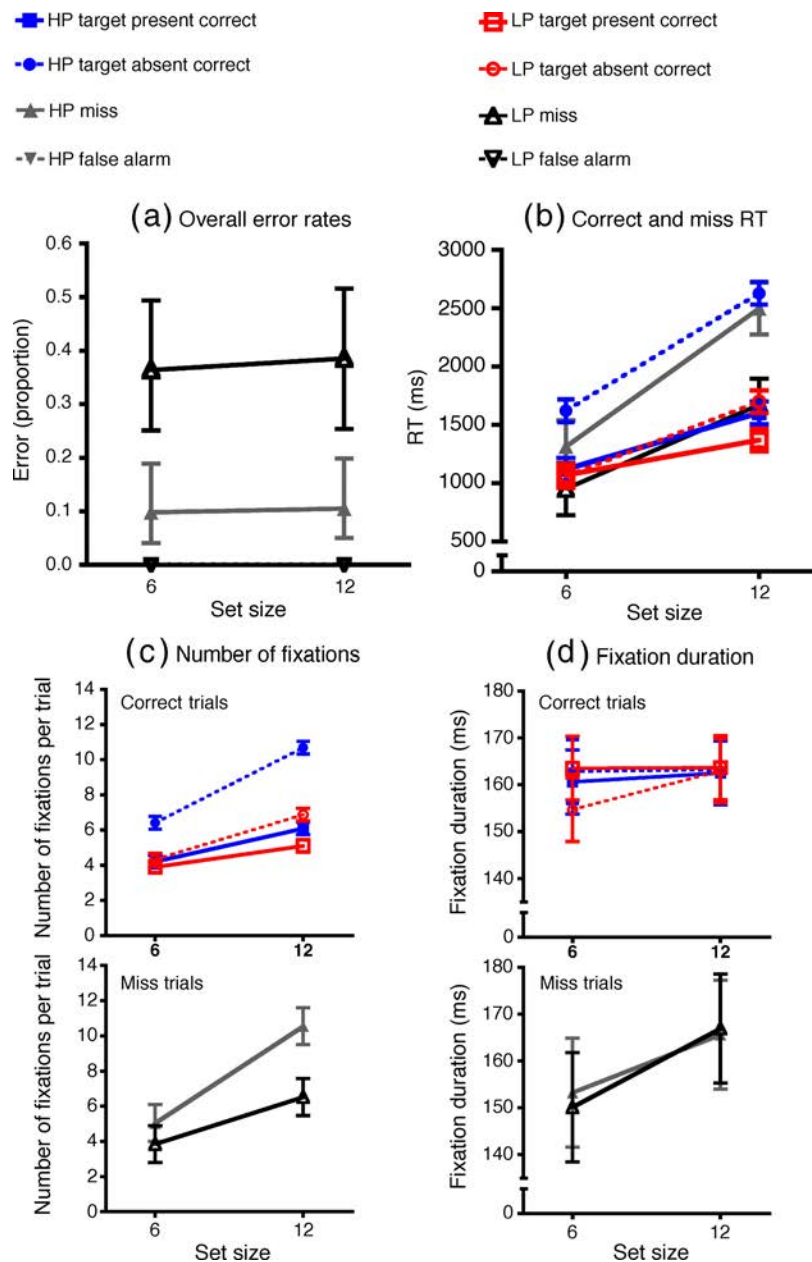 HP target present correct
LP target present correct
HP target absent correct
LP target absent correct
HP miss
LP miss
HP false alarm
LP false alarm
(a) Overall error rates
0.6
0.5
0.4
0.3
0.2
0.1
0.0
Error (proportion)
6
12
Set size
(b) Correct and miss RT
3000
2500
2000
1500
1000
500
0
RT (ms)
6
12
Set size
(c) Number of fixations
Correct trials
14
12
10
8
6
4
2
0
Number of fixations per trial
6
12
Miss trials
14
12
10
8
6
4
2
0
Number of fixations per trial
6
12
Set size
(d) Fixation duration
Correct trials
180
170
160
150
140
0
Fixation duration (ms)
6
12
Miss trials
180
170
160
150
140
0
Fixation duration (ms)
6
12
Set size